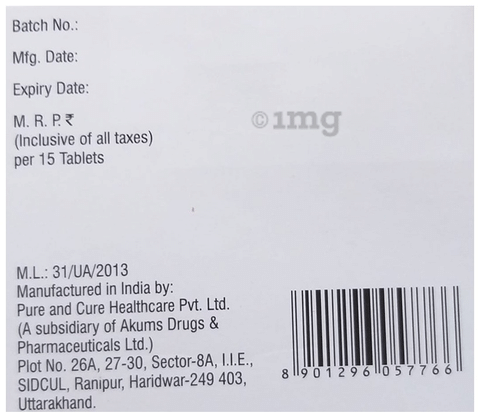 Batch No.:
Mfg. Date:
Expiry Date:
M. R. P. ₹
(Inclusive of all taxes)
per 15 Tablets
©1mg
M.L.: 31/UA/2013
Manufactured in India by:
Pure and Cure Healthcare Pvt. Ltd.
(A subsidiary of Akums Drugs &
Pharmaceuticals Ltd.)
Plot No. 26A, 27-30, Sector-8A, I.I.E.,
SIDCUL, Ranipur, Haridwar-249 403,
Uttarakhand.
8 901296 057766